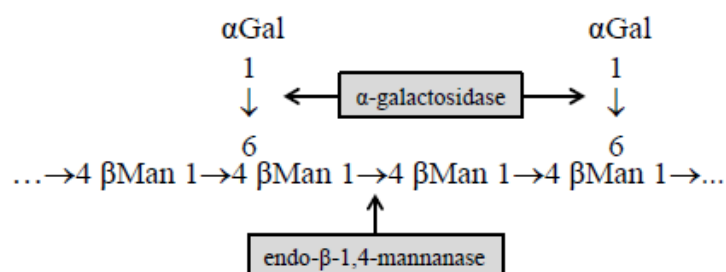 αGal αGal
1 1
↓ α-galactosidase ↓
6 6
...→4 βMan 1→4 βMan 1→4 βMan 1→4 βMan 1→...
endo-β-1,4-mannanase